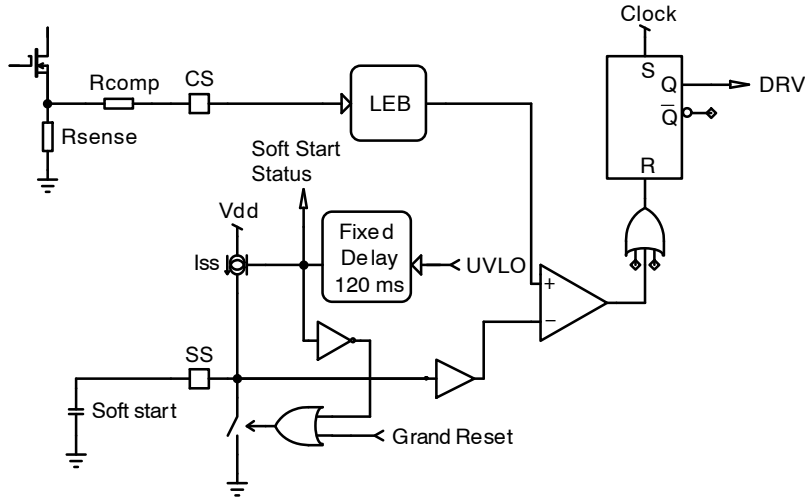 Clock
S
Q
DRV
Q
R
Rcomp
CS
LEB
Rsense
Soft Start
Status
Vdd
Iss
Fixed
Delay
120 ms
UVLO
+
−
SS
Soft start
Grand Reset